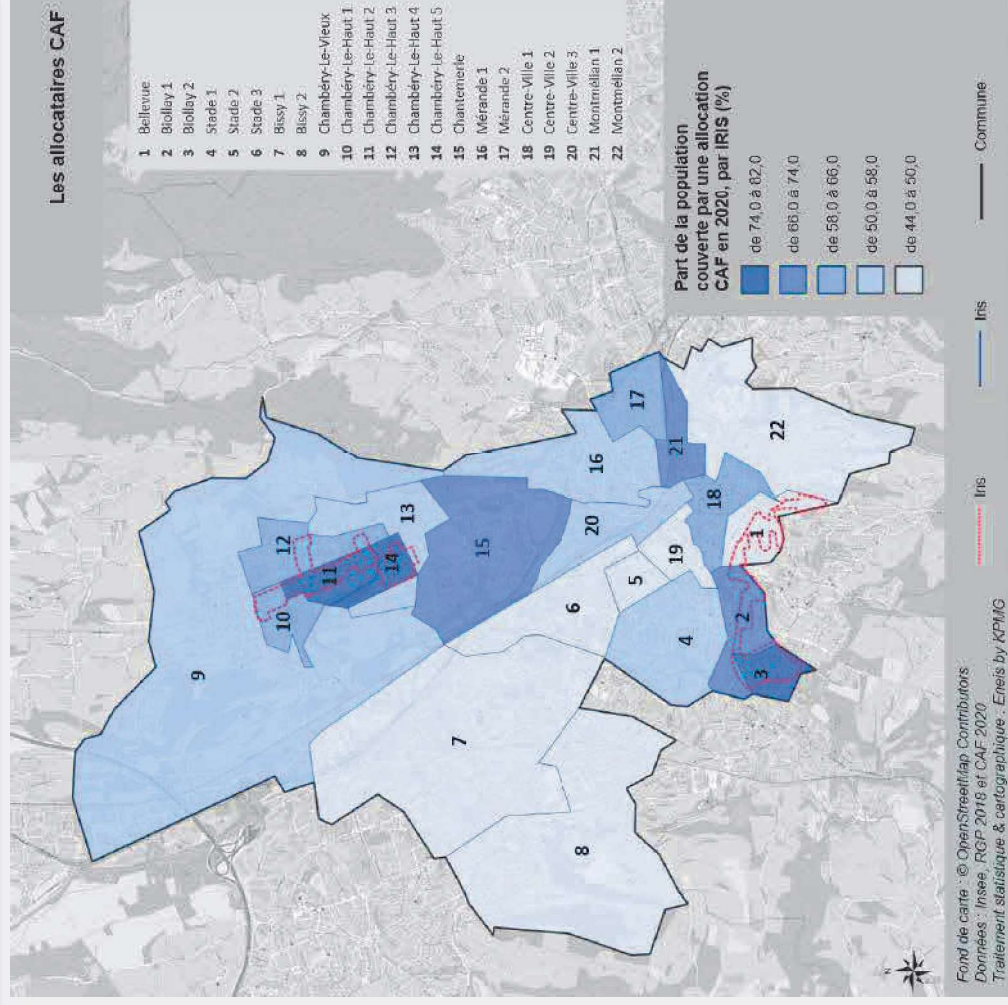 Les allocataires CAF
1 Bellevue
2 Biollay 1
3 Biollay 2
4 Stade 1
5 Stade 2
6 Stade 3
7 Bissy 1
8 Bissy 2
9 Chambéry-Le-Vieux
10 Chambéry-Le-Haut 1
11 Chambéry-Le-Haut 2
12 Chambéry-Le-Haut 3
13 Chambéry-Le-Haut 4
14 Chambéry-Le-Haut 5
15 Chantemerle
16 Mérande 1
17 Mérande 2
18 Centre-Ville 1
19 Centre-Ville 2
20 Centre-Ville 3
21 Montmélian 1
22 Montmélian 2
Part de la population
couverte par une allocation
CAF en 2020, par IRIS (%)
de 74,0 à 82,0
de 66,0 à 74,0
de 58,0 à 66,0
de 50,0 à 58,0
de 44,0 à 50,0
9
12
10
11
14
13
15
7
6
20
16
17
5
19
21
8
4
18
22
2
1
3
N
Iris
Iris
Commune
Fond de carte : © OpenStreetMap Contributors
Données : Insee, RGP 2018 et CAF 2020
Traitement statistique & cartographique : Eneis by KPMG